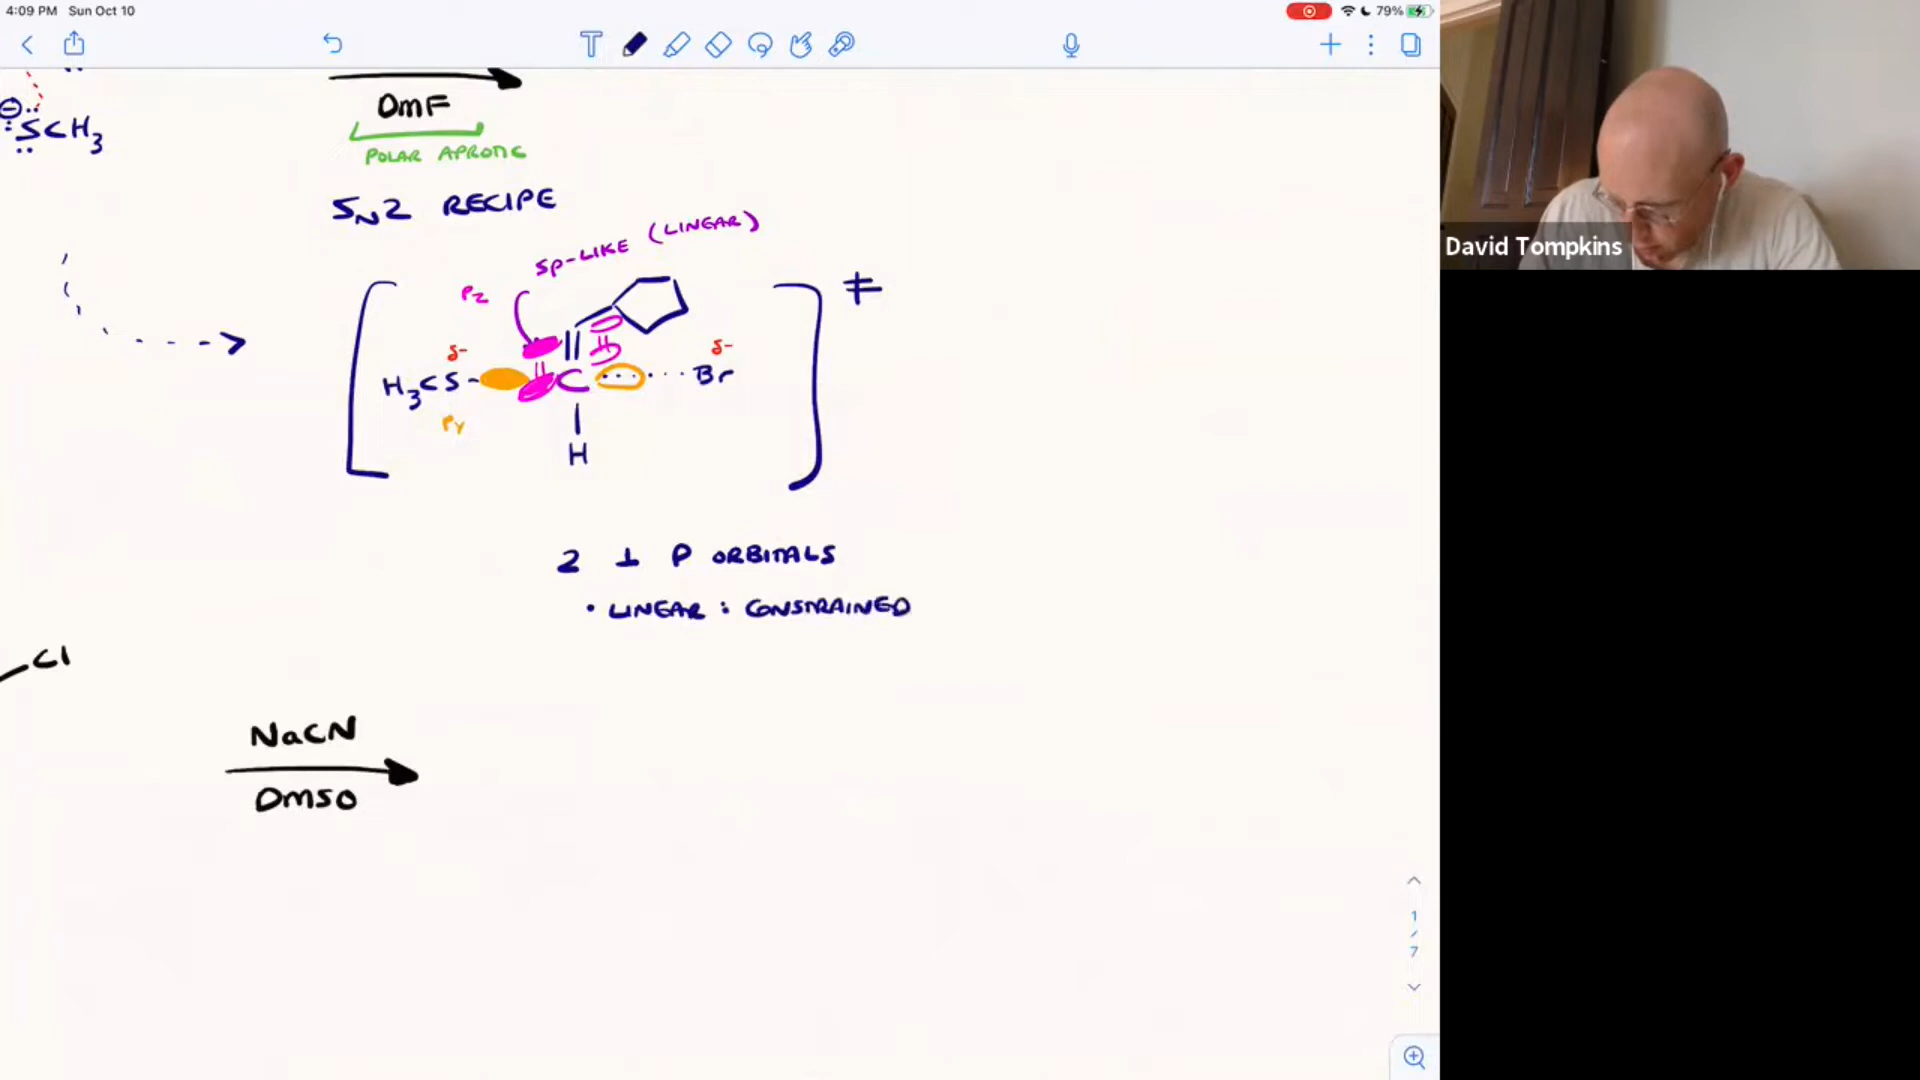 4:09 PM Sun Oct 10
79%
DMF
⊖
:SCH3
POLAR APROTIC
SN2 RECIPE
SP-LIKE (LINEAR)
Pz
≠
δ-
δ-
H3CS
C
Br
Py
H
2 ⊥ P ORBITALS
• LINEAR : CONSTRAINED
Cl
NaCN
DMSO
1
/
7
David Tompkins